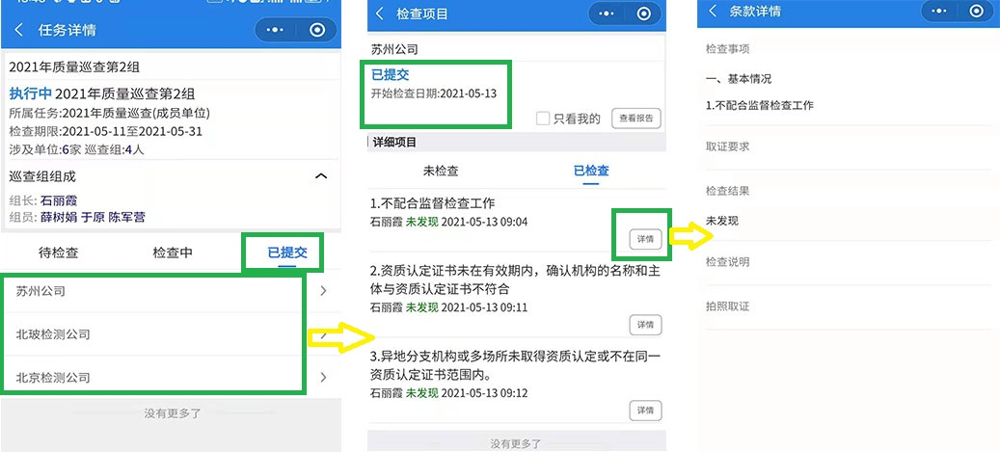 任务详情
2021年质量巡查第2组
执行中 2021年质量巡查第2组
所属任务:2021年质量巡查(成员单位)
检查期限:2021-05-11至2021-05-31
涉及单位:6家 巡查组:4人
巡查组组成
组长: 石丽霞
组员: 薛树娟 于原 陈军营
待检查 检查中 已提交
苏州公司
北玻检测公司
北京检测公司
没有更多了
检查项目
苏州公司
已提交
开始检查日期:2021-05-13
只看我的 查看报告
详细项目
未检查 已检查
1.不配合监督检查工作
石丽霞 未发现 2021-05-13 09:04
详情
2.资质认定证书未在有效期内，确认机构的名称和主
体与资质认定证书不符合
石丽霞 未发现 2021-05-13 09:11
详情
3.异地分支机构或多场所未取得资质认定或不在同一
资质认定证书范围内。
石丽霞 未发现 2021-05-13 09:12
详情
没有更多了
条款详情
检查事项
一、基本情况
1.不配合监督检查工作
取证要求
检查结果
未发现
检查说明
拍照取证